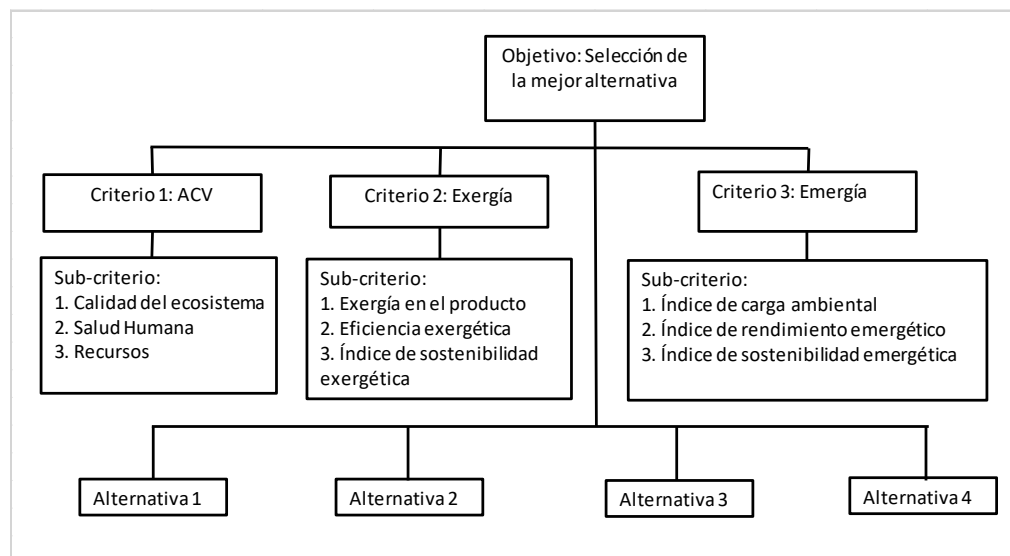 Objetivo: Selección de
la mejor alternativa
Criterio 1: ACV
Criterio 2: Exergía
Criterio 3: Emergía
Sub-criterio:
1. Calidad del ecosistema
2. Salud Humana
3. Recursos
Sub-criterio:
1. Exergía en el producto
2. Eficiencia exergética
3. Índice de sostenibilidad
exergética
Sub-criterio:
1. Índice de carga ambiental
2. Índice de rendimiento emergético
3. Índice de sostenibilidad emergética
Alternativa 1
Alternativa 2
Alternativa 3
Alternativa 4